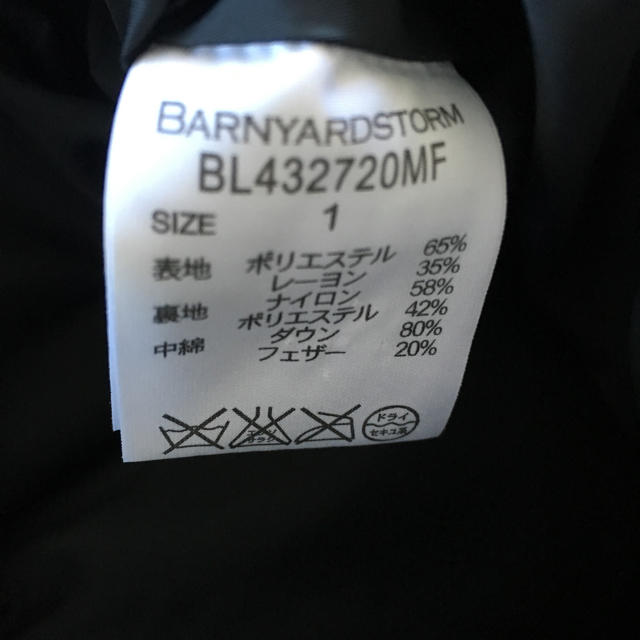 BARNYARDSTORM
BL432720MF
SIZE 1
表地 ポリエステル 65%
レーヨン 35%
ナイロン 58%
裏地 ポリエステル 42%
ダウン 80%
中綿 フェザー 20%
ドライ
セキユ系